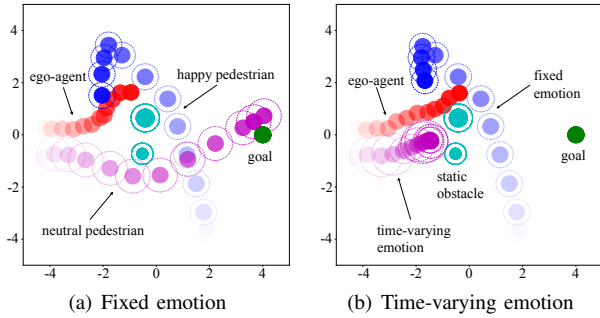 4
2
0
-2
-4
-4 -2 0 2 4
ego-agent
happy pedestrian
goal
neutral pedestrian
(a) Fixed emotion
4
2
0
-2
-4
-4 -2 0 2 4
ego-agent
fixed
emotion
goal
static
obstacle
time-varying
emotion
(b) Time-varying emotion